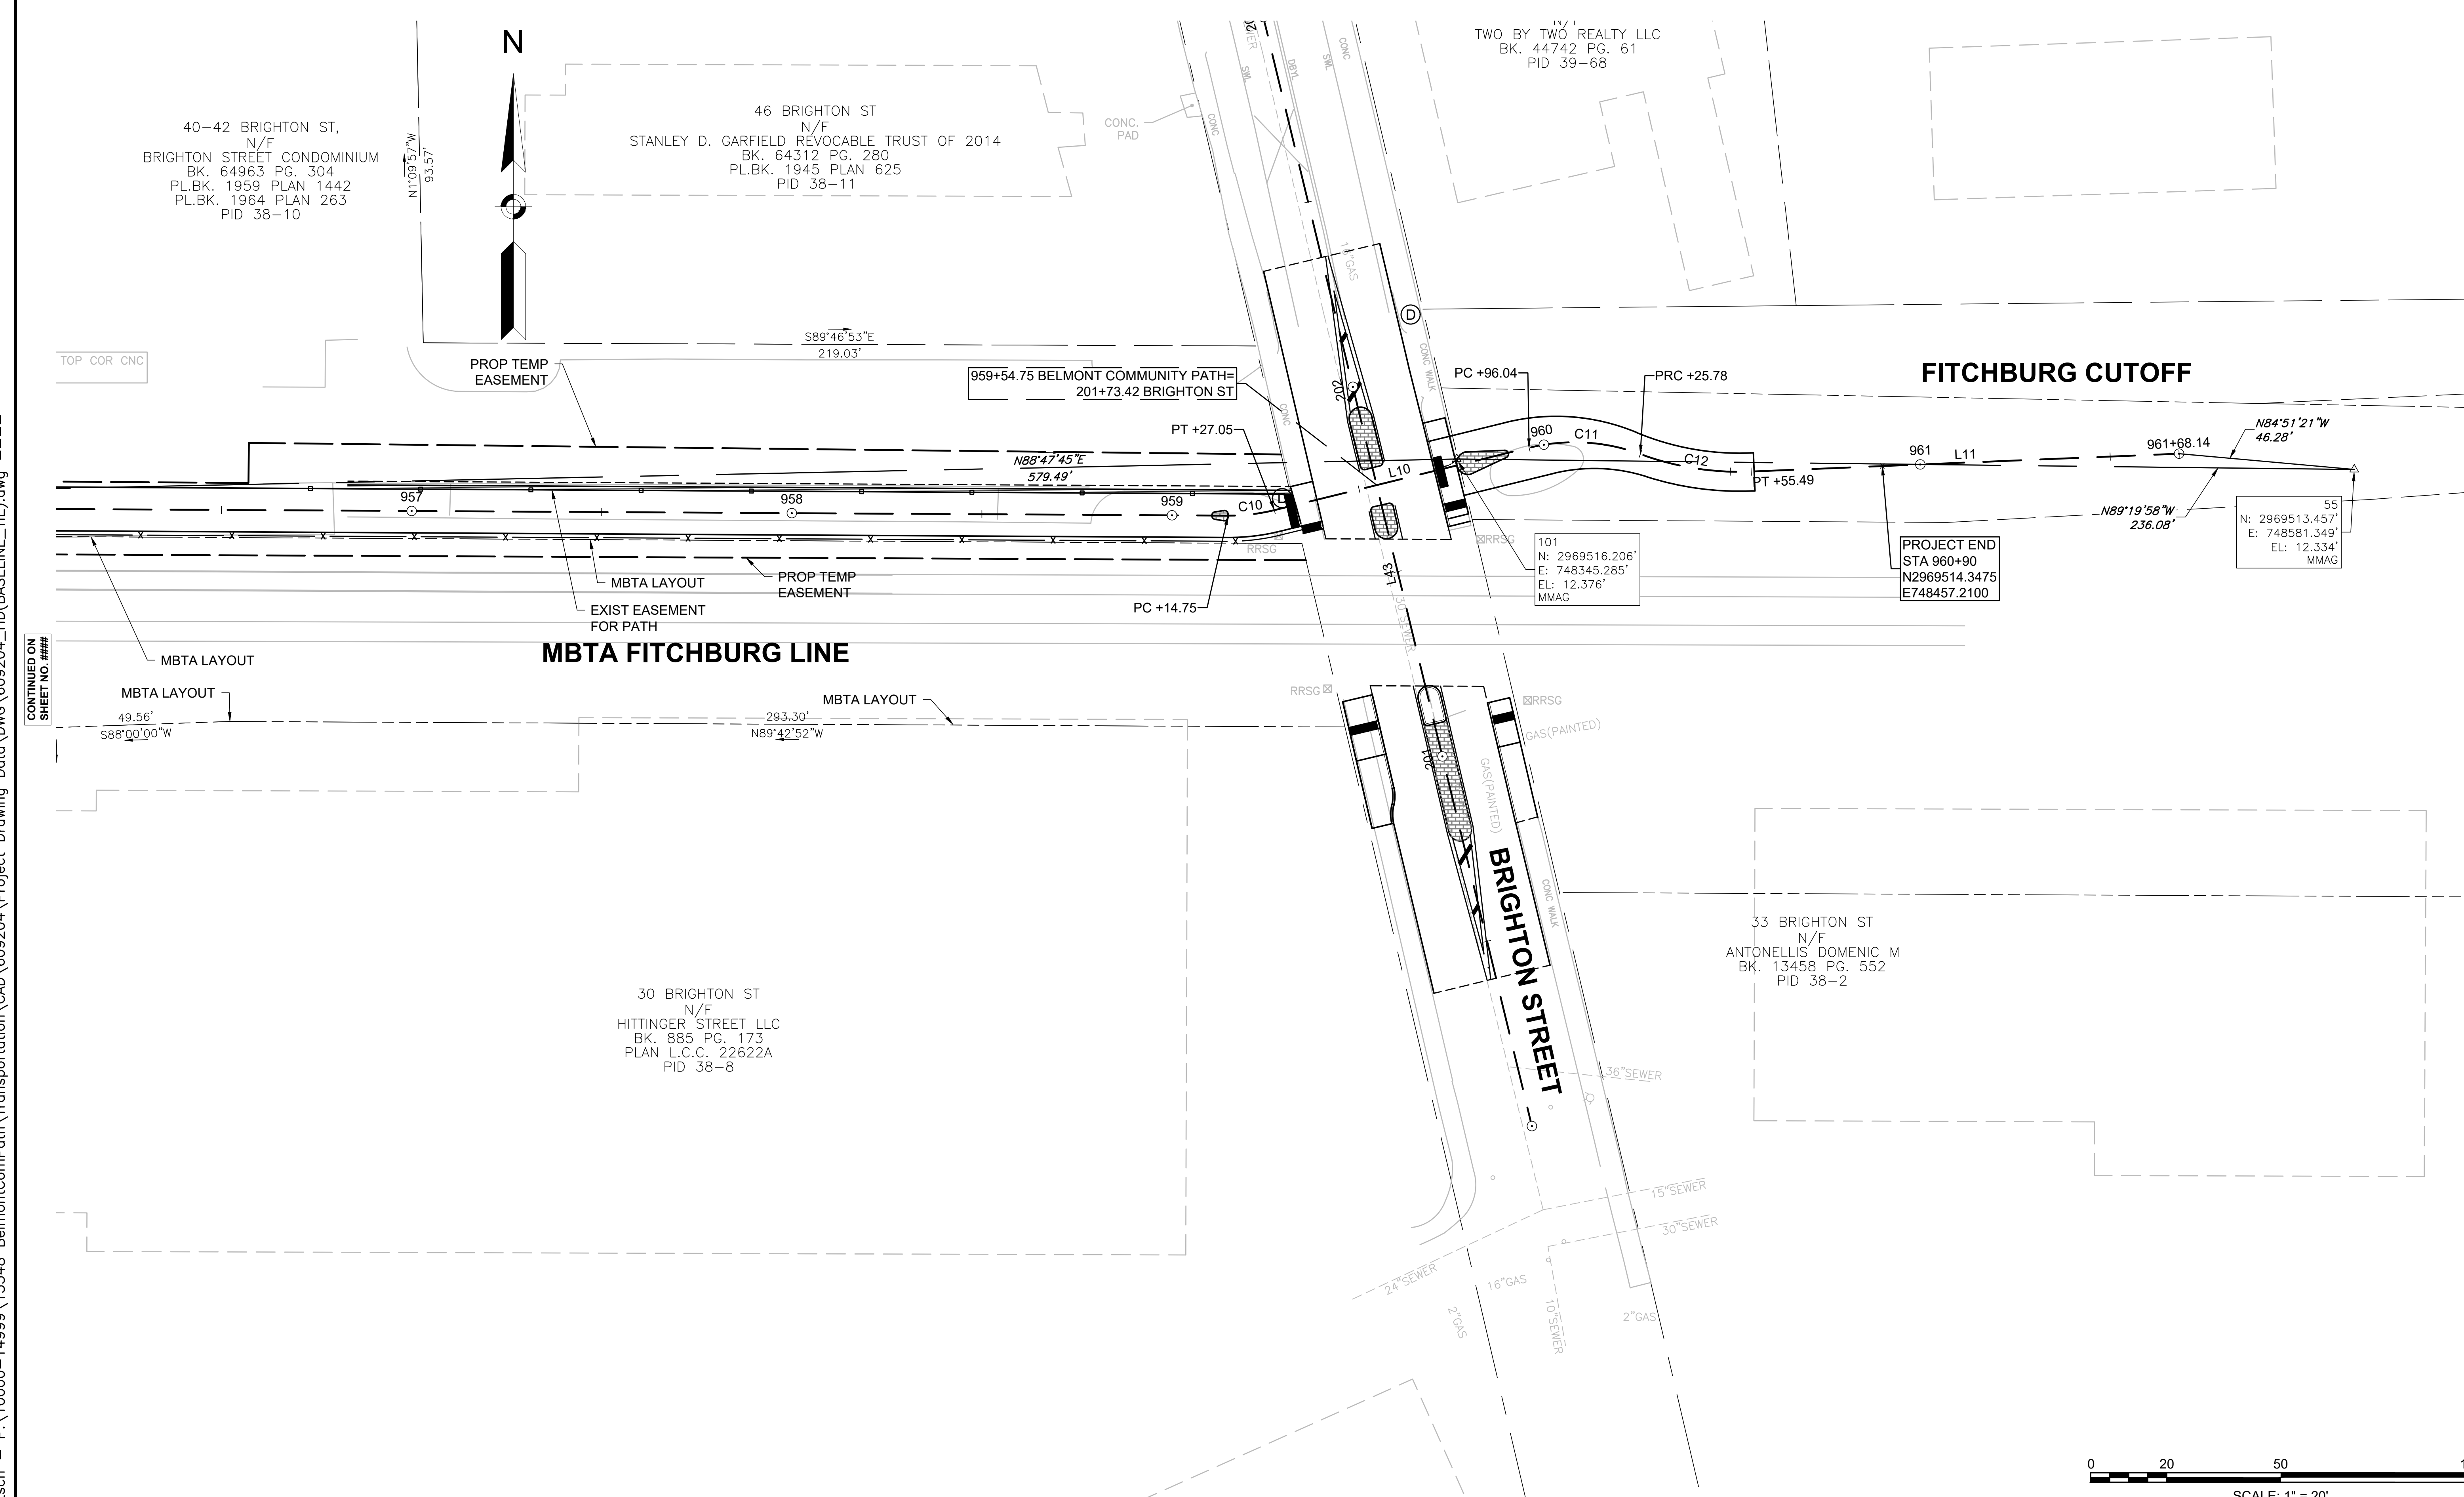 N
40-42 BRIGHTON ST,
N/F
BRIGHTON STREET CONDOMINIUM
BK. 64963 PG. 304
PL.BK. 1959 PLAN 1442
PL.BK. 1964 PLAN 263
PID 38-10
N1°09'57"W
93.57'
46 BRIGHTON ST
N/F
STANLEY D. GARFIELD REVOCABLE TRUST OF 2014
BK. 64312 PG. 280
PL.BK. 1945 PLAN 625
PID 38-11
CONC.
PAD
CONC
SWL
DBYL
SWL
CONC
TWO BY TWO REALTY LLC
BK. 44742 PG. 61
PID 39-68
TOP COR CNC
PROP TEMP
EASEMENT
S89°46'53"E
219.03'
959+54.75 BELMONT COMMUNITY PATH=
201+73.42 BRIGHTON ST
PT +27.05
CONC
202
D
CONC WALK
PC +96.04
PRC +25.78
FITCHBURG CUTOFF
N88°47'45"E
579.49'
957
958
959
C10
D
L10
960
C11
C12
PT +55.49
961
L11
961+68.14
N84°51'21"W
46.28'
N89°19'58"W
236.08'
55
N: 2969513.457'
E: 748581.349'
EL: 12.334'
MMAG
PROJECT END
STA 960+90
N2969514.3475
E748457.2100
101
N: 2969516.206'
E: 748345.285'
EL: 12.376'
MMAG
RRSG
RRSG
L43
30"SEWER
MBTA LAYOUT
PROP TEMP
EASEMENT
EXIST EASEMENT
FOR PATH
PC +14.75
MBTA FITCHBURG LINE
CONTINUED ON
SHEET NO. ####
MBTA LAYOUT
MBTA LAYOUT
MBTA LAYOUT
49.56'
S88°00'00"W
293.30'
N89°42'52"W
RRSG
RRSG
GAS(PAINTED)
201
GAS(PAINTED)
BRIGHTON STREET
CONC WALK
33 BRIGHTON ST
N/F
ANTONELLIS DOMENIC M
BK. 13458 PG. 552
PID 38-2
30 BRIGHTON ST
N/F
HITTINGER STREET LLC
BK. 885 PG. 173
PLAN L.C.C. 22622A
PID 38-8
36"SEWER
15"SEWER
30"SEWER
24"SEWER
16"GAS
2"GAS
10"SEWER
2"GAS
0 20 50
SCALE: 1" = 20'